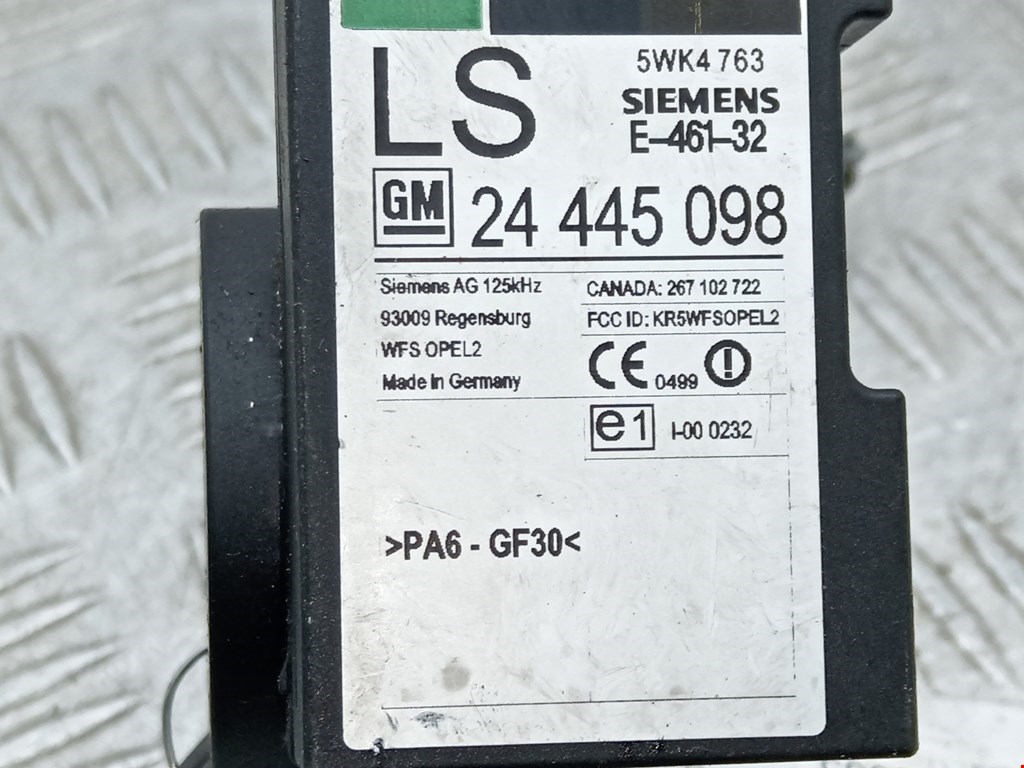 LS
5WK4 763
SIEMENS
E-461-32
GM 24 445 098
Siemens AG 125kHz
93009 Regensburg
WFS OPEL2
Made in Germany
CANADA: 267 102 722
FCC ID: KR5WFSOPEL2
CE 0499
e1 I-00 0232
>PA6 - GF30<